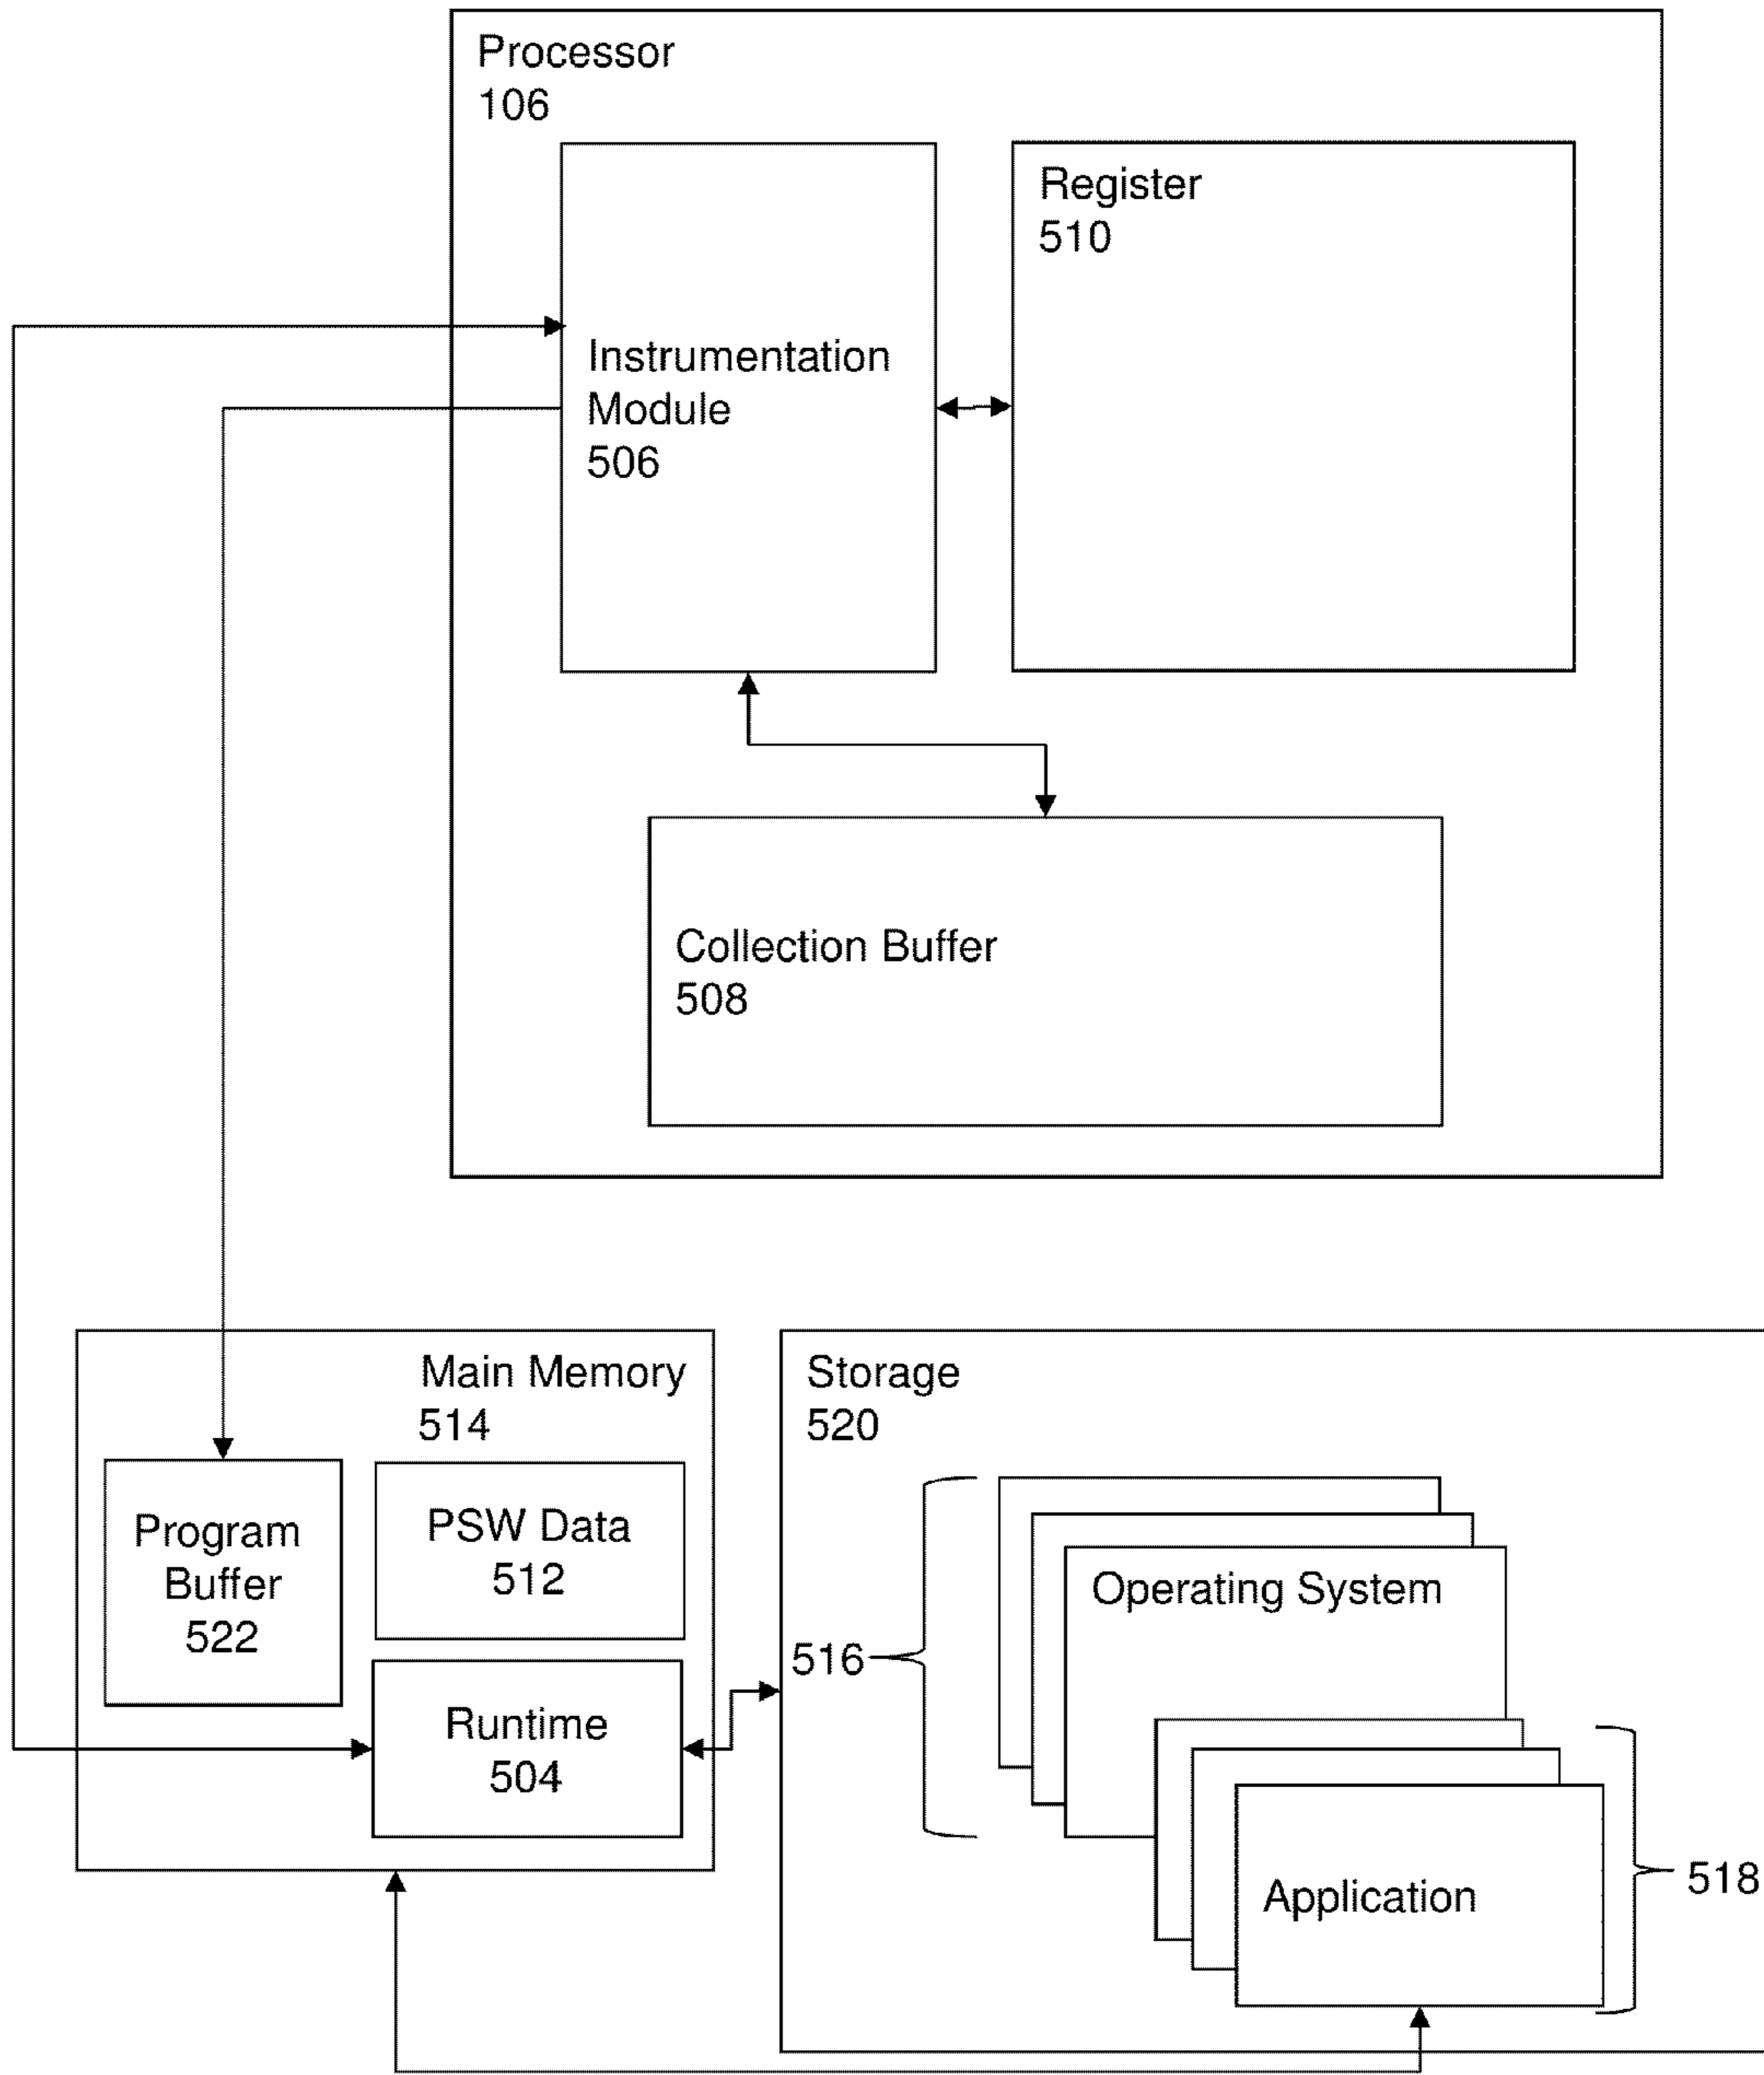 Processor
106
Register
510
Instrumentation
Module
506
Collection Buffer
508
Main Memory
514
Program
Buffer
522
PSW Data
512
Runtime
504
Storage
520
Operating System
516
Application
518